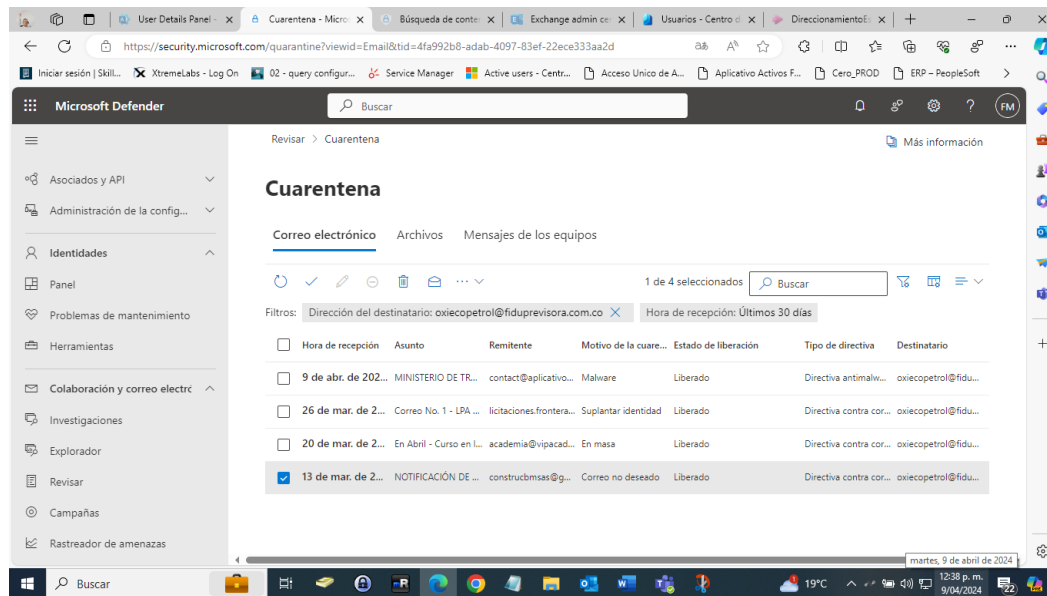 User Details Panel -
Cuarentena - Micro
Búsqueda de conte
Exchange admin ce
Usuarios - Centro d
DireccionamientoE
https://security.microsoft.com/quarantine?viewid=Email&tid=4fa992b8-adab-4097-83ef-22ece333aa2d
Iniciar sesión | Skill...
XtremeLabs - Log On
02 - query configur...
Service Manager
Active users - Centr...
Acceso Unico de A...
Aplicativo Activos F...
Cero_PROD
ERP – PeopleSoft
Microsoft Defender
Buscar
FM
Revisar > Cuarentena
Más información
Asociados y API
Administración de la config...
Identidades
Panel
Problemas de mantenimiento
Herramientas
Colaboración y correo electró
Investigaciones
Explorador
Revisar
Campañas
Rastreador de amenazas
Cuarentena
Correo electrónico Archivos Mensajes de los equipos
1 de 4 seleccionados Buscar
Filtros: Dirección del destinatario: oxiecopetrol@fiduprevisora.com.co Hora de recepción: Últimos 30 días
Hora de recepción Asunto Remitente Motivo de la cuare... Estado de liberación Tipo de directiva Destinatario
9 de abr. de 202... MINISTERIO DE TR... contact@aplicativo... Malware Liberado Directiva antimalw... oxiecopetrol@fidu...
26 de mar. de 2... Correo No. 1 - LPA ... licitaciones.frontera... Suplantar identidad Liberado Directiva contra cor... oxiecopetrol@fidu...
20 de mar. de 2... En Abril - Curso en l... academia@vipacad... En masa Liberado Directiva contra cor... oxiecopetrol@fidu...
13 de mar. de 2... NOTIFICACIÓN DE ... construcbmsas@g... Correo no deseado Liberado Directiva contra cor... oxiecopetrol@fidu...
martes, 9 de abril de 2024
Buscar
19°C
12:38 p. m.
9/04/2024
22